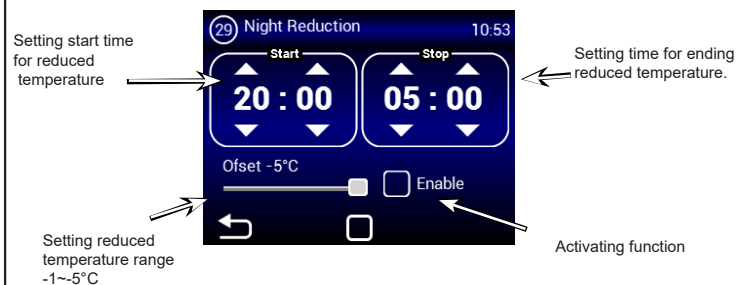 29 Night Reduction 10:53
Setting start time
for reduced
temperature
Start
20 : 00
Stop
05 : 00
Setting time for ending
reduced temperature.
Ofset -5°C
Enable
Setting reduced
temperature range
-1~-5°C
Activating function